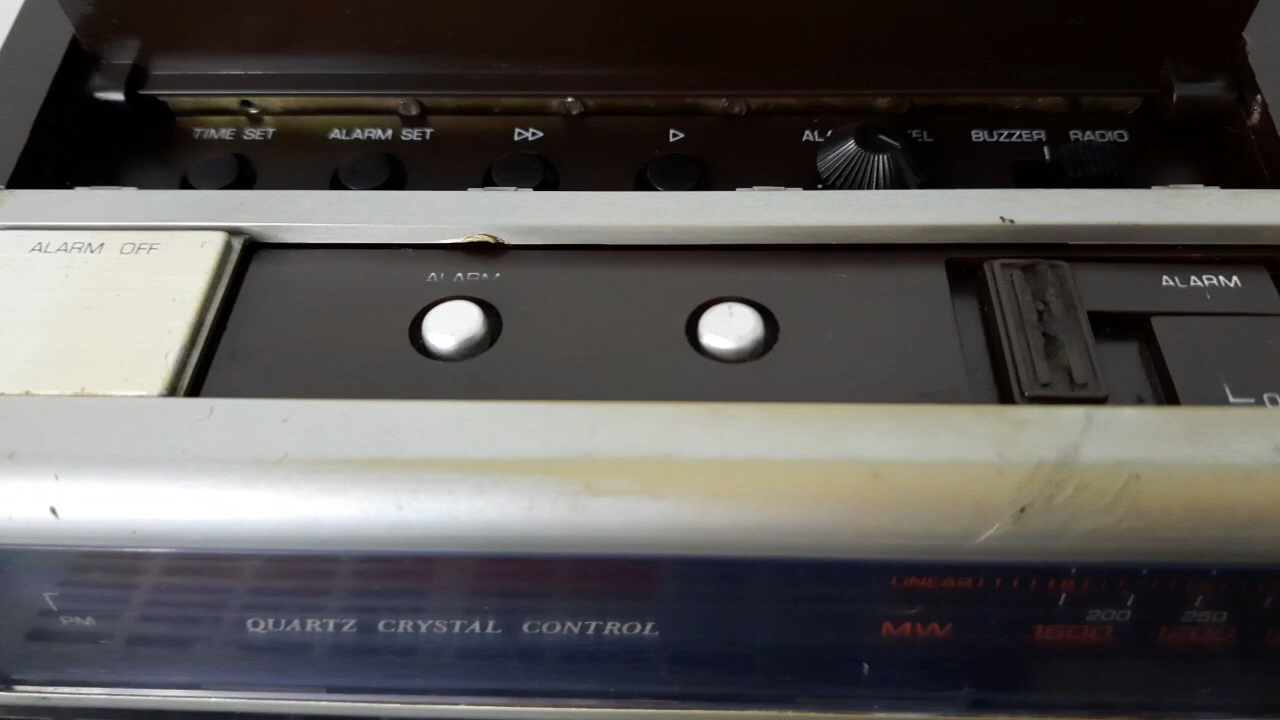 TIME SET ALARM SET BUZZER RADIO
ALARM OFF
ALARM ALARM
LINEAR
PM QUARTZ CRYSTAL CONTROL
200 250
MW 1600 1200